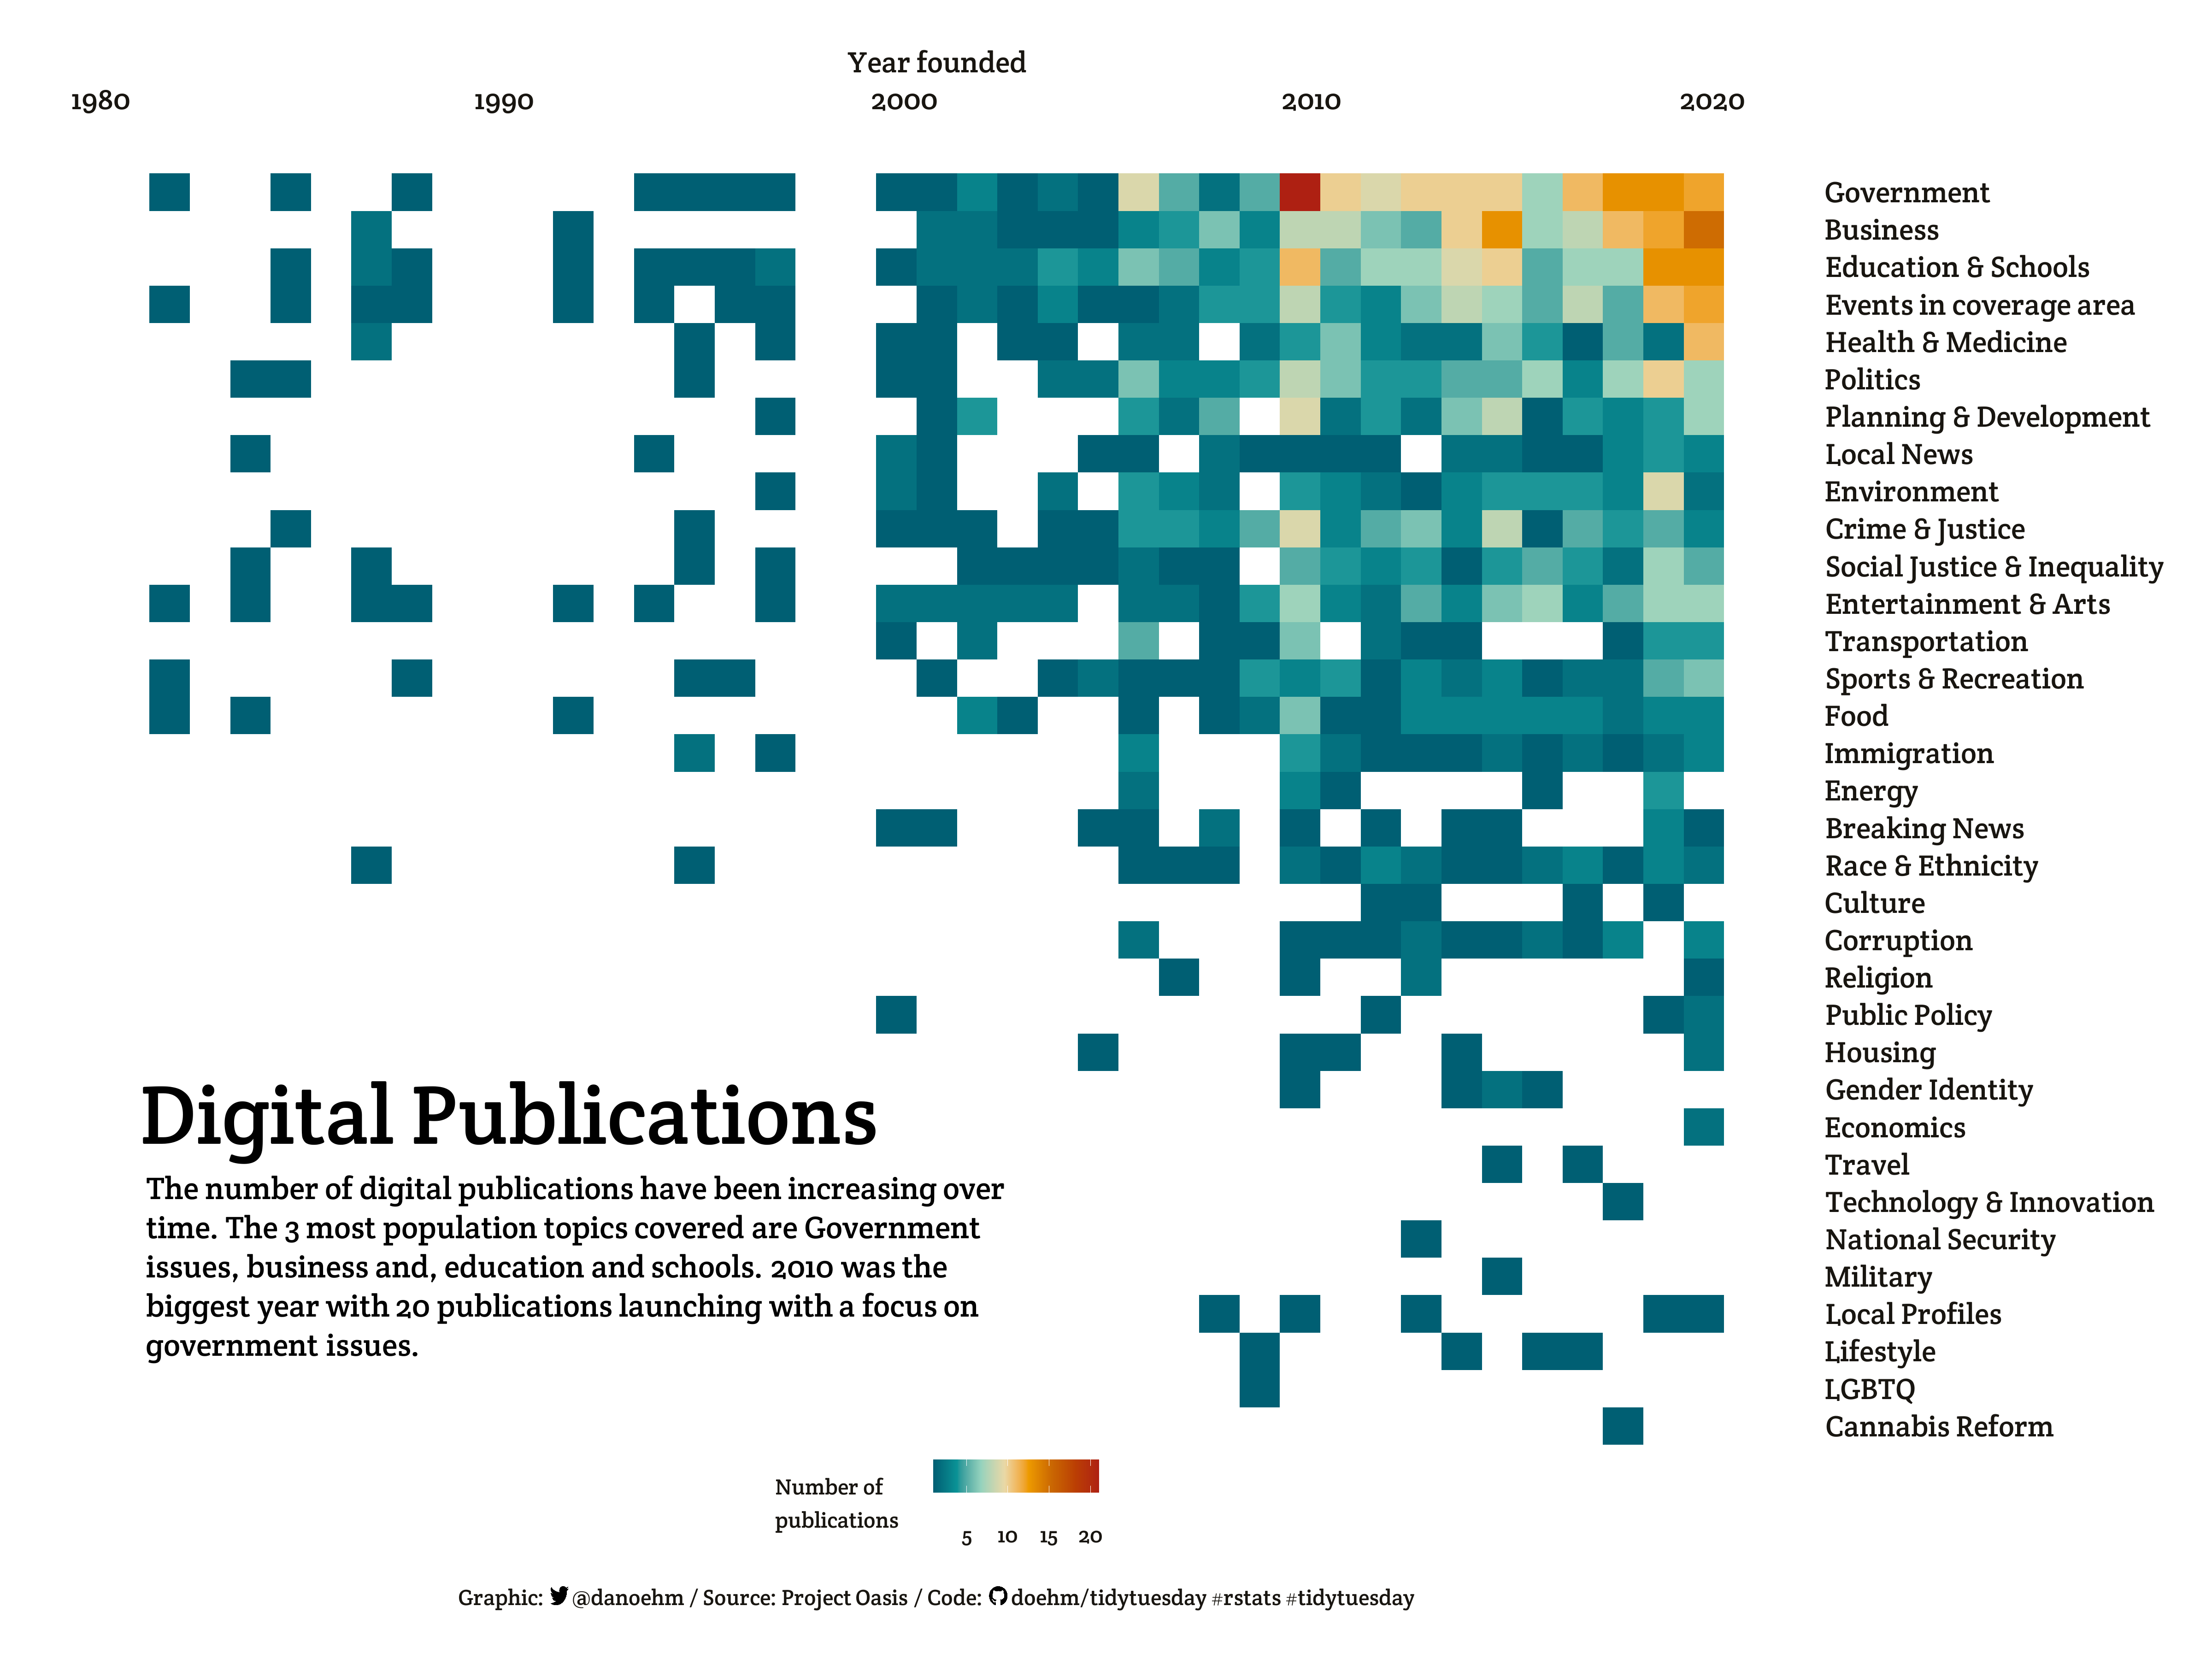 Year founded
1980 1990 2000 2010 2020
Government
Business
Education & Schools
Events in coverage area
Health & Medicine
Politics
Planning & Development
Local News
Environment
Crime & Justice
Social Justice & Inequality
Entertainment & Arts
Transportation
Sports & Recreation
Food
Immigration
Energy
Breaking News
Race & Ethnicity
Culture
Corruption
Religion
Public Policy
Housing
Gender Identity
Economics
Travel
Technology & Innovation
National Security
Military
Local Profiles
Lifestyle
LGBTQ
Cannabis Reform
Digital Publications
The number of digital publications have been increasing over
time. The 3 most population topics covered are Government
issues, business and, education and schools. 2010 was the
biggest year with 20 publications launching with a focus on
government issues.
Number of
publications
5 10 15 20
Graphic: @danoehm / Source: Project Oasis / Code: doehm/tidytuesday #rstats #tidytuesday